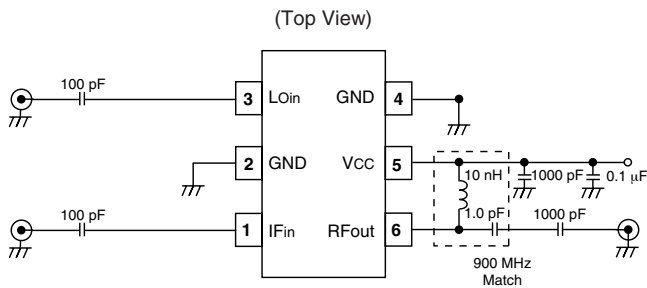 (Top View)
100 pF
3 LOin GND 4
2 GND VCC 5
10 nH 1000 pF 0.1 µF
100 pF
1.0 pF 1000 pF
1 IFin RFout 6
900 MHz
Match